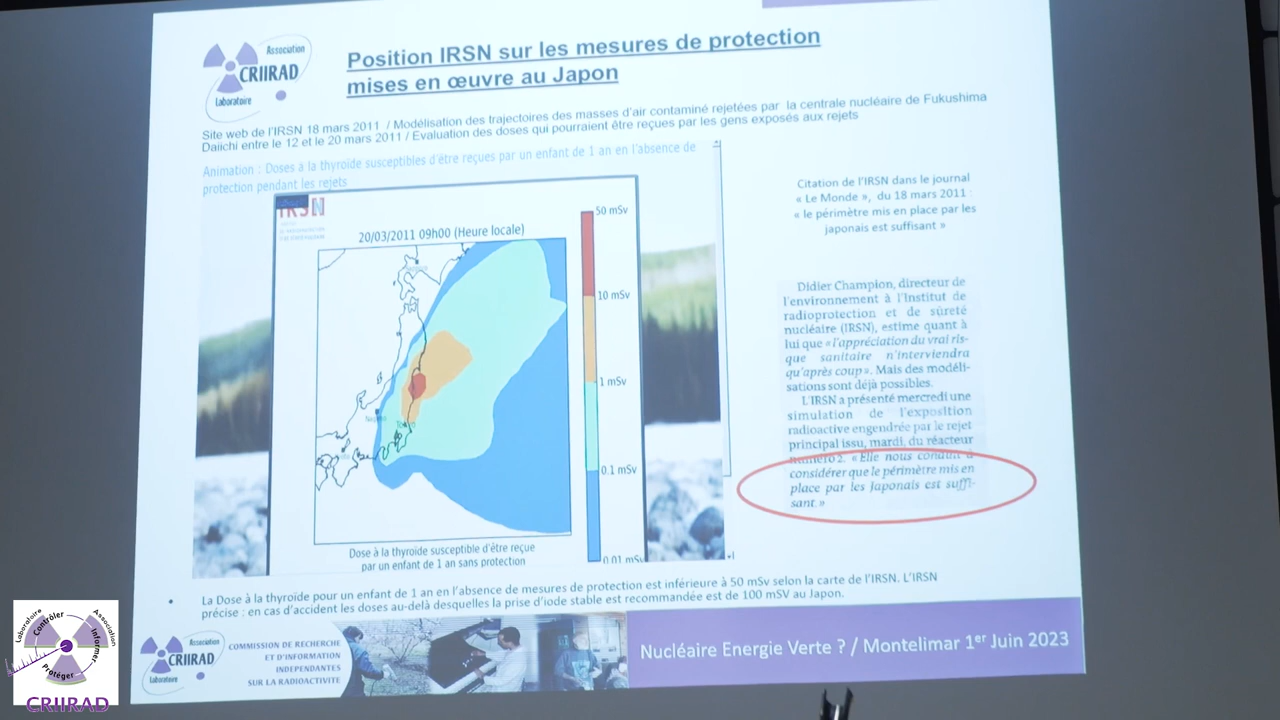 Association
CRIIRAD
Laboratoire
Position IRSN sur les mesures de protection
mises en œuvre au Japon
Site web de l'IRSN 18 mars 2011 / Modélisation des trajectoires des masses d'air contaminé rejetées par la centrale nucléaire de Fukushima
Daiichi entre le 12 et le 20 mars 2011 / Evaluation des doses qui pourraient être reçues par les gens exposés aux rejets
Animation : Doses à la thyroïde susceptibles d'être reçues par un enfant de 1 an en l'absence de
protection pendant les rejets
IRSN
20/03/2011 09h00 (Heure locale)
50 mSv
10 mSv
1 mSv
0.1 mSv
0.01 mSv
Dose à la thyroïde susceptible d'être reçue
par un enfant de 1 an sans protection
Citation de l'IRSN dans le journal
« Le Monde », du 18 mars 2011 :
« le périmètre mis en place par les
japonais est suffisant »
Didier Champion, directeur de
l'environnement à l'Institut de
radioprotection et de sûreté
nucléaire (IRSN), estime quant à
lui que «l'appréciation du vrai ris-
que sanitaire n'interviendra
qu'après coup». Mais des modéli-
sations sont déjà possibles.
L'IRSN a présenté mercredi une
simulation de l'exposition
radioactive engendrée par le rejet
principal issu, mardi, du réacteur
numéro 2. «Elle nous conduit à
considérer que le périmètre mis en
place par les Japonais est suffi-
sant.»
• La Dose à la thyroïde pour un enfant de 1 an en l'absence de mesures de protection est inférieure à 50 mSv selon la carte de l'IRSN. L'IRSN
précise : en cas d'accident les doses au-delà desquelles la prise d'iode stable est recommandée est de 100 mSv au Japon.
Association
CRIIRAD
Laboratoire
COMMISSION DE RECHERCHE
ET D'INFORMATION
INDEPENDANTES
SUR LA RADIOACTIVITE
Nucléaire Energie Verte ? / Montelimar 1er Juin 2023
Laboratoire
Association
Contrôler
Informer
Protéger
CRIIRAD